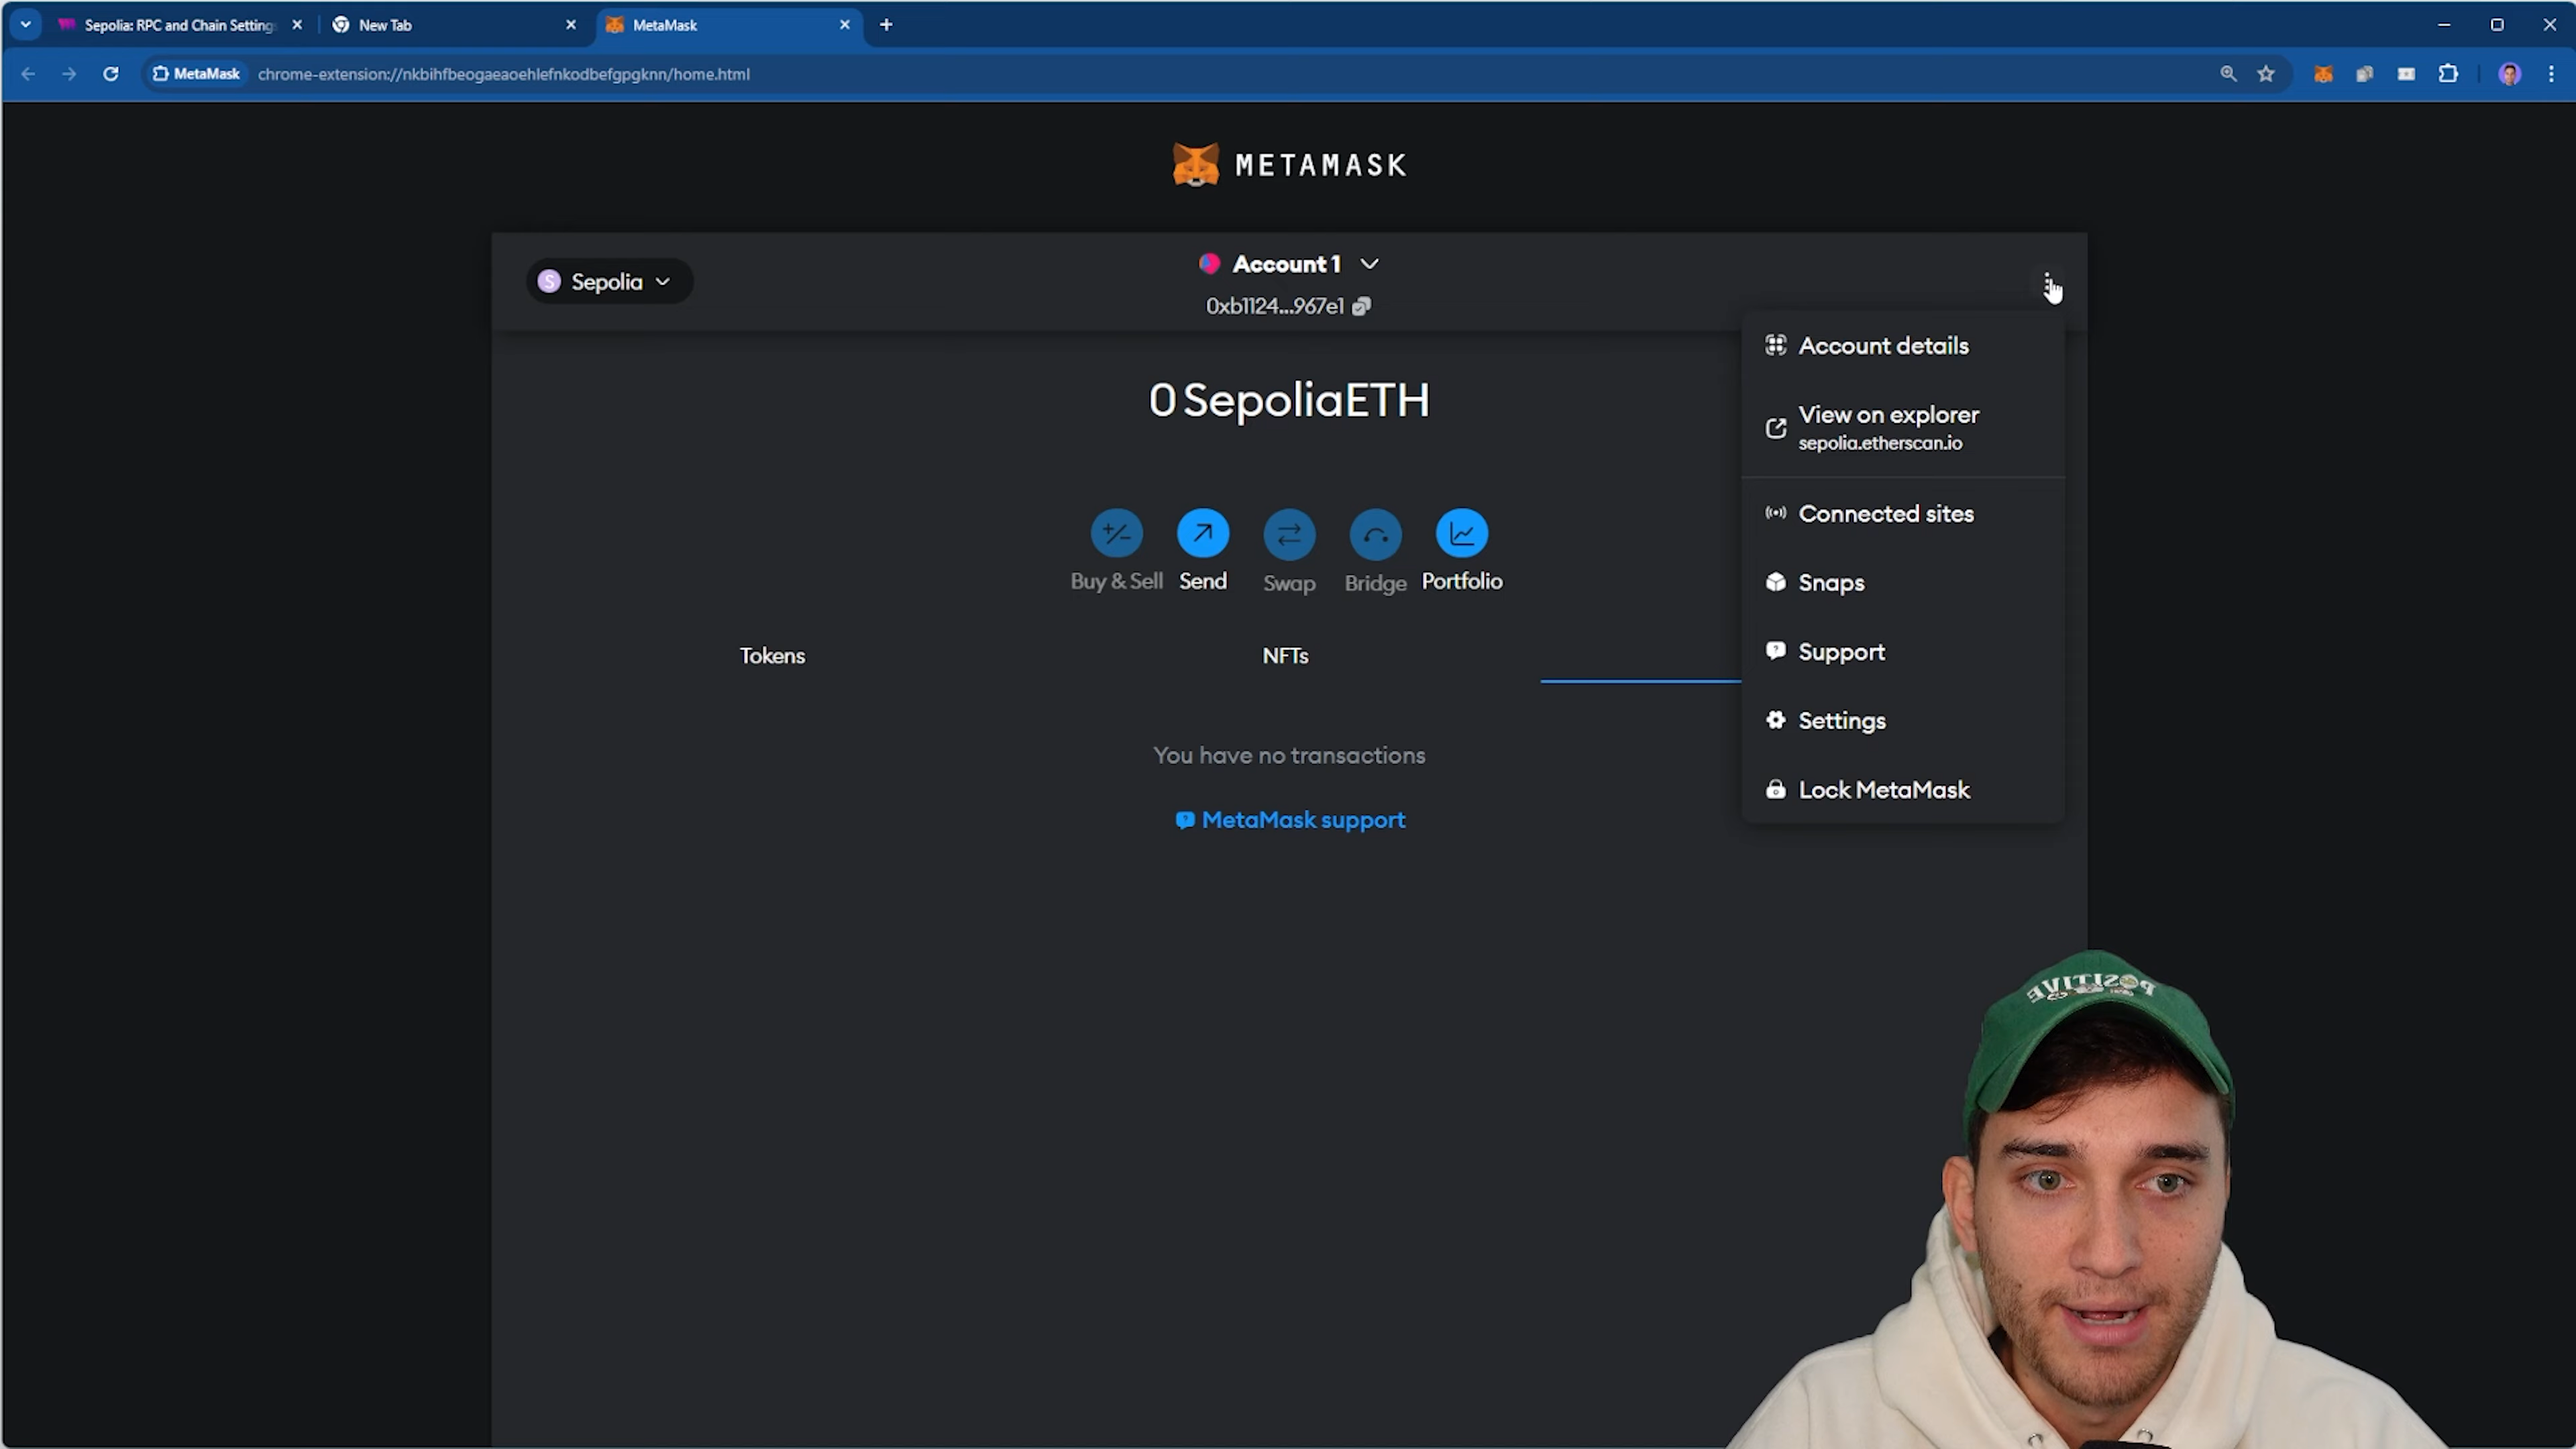 Sepolia: RPC and Chain Setting
New Tab
MetaMask
MetaMask
chrome-extension://nkbihfbeogaeaoehlefnkodbefgpgknn/home.html
METAMASK
S
Sepolia
Account 1
0xb1124...967e1
0 SepoliaETH
Account details
View on explorer
sepolia.etherscan.io
Connected sites
Snaps
Support
Settings
Lock MetaMask
Buy & Sell
Send
Swap
Bridge
Portfolio
Tokens
NFTs
You have no transactions
MetaMask support
POSITIVE